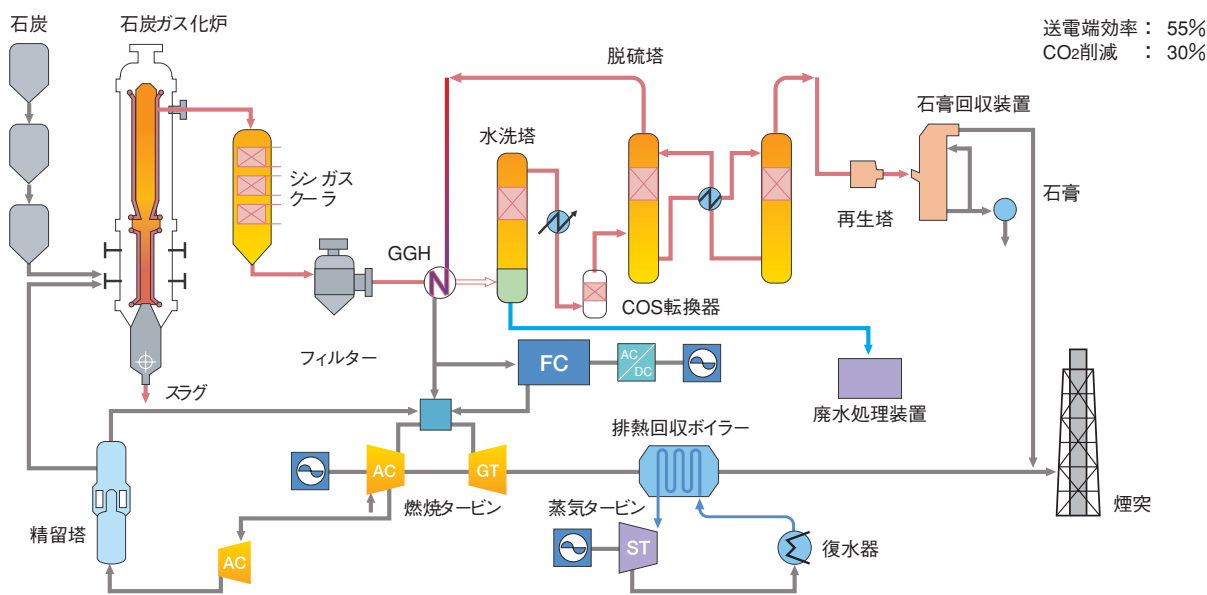 石炭
石炭ガス化炉
送電端効率： 55%
CO2削減 ： 30%
脱硫塔
石膏回収装置
水洗塔
シンガス
クーラ
再生塔
石膏
GGH
COS転換器
フィルター
FC
AC
DC
スラグ
廃水処理装置
排熱回収ボイラー
AC
GT
燃焼タービン
蒸気タービン
煙突
精留塔
AC
ST
復水器